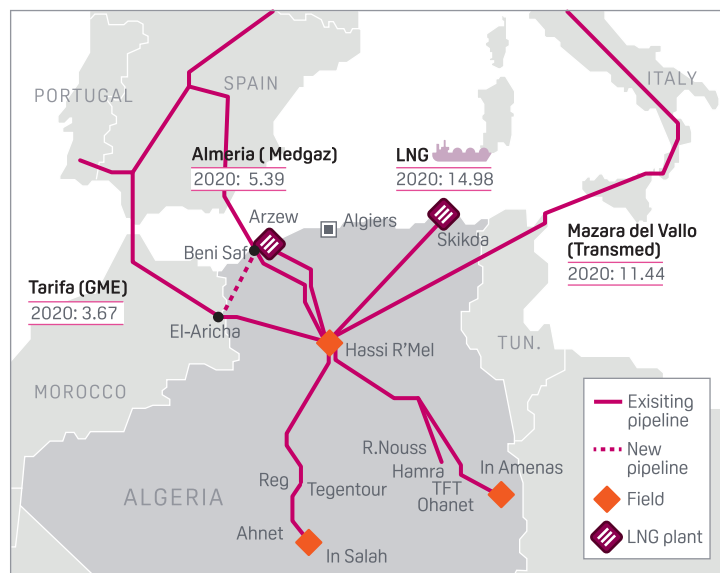 PORTUGAL
SPAIN
ITALY
Almeria ( Medgaz)
2020: 5.39
LNG
2020: 14.98
Arzew
Algiers
Skikda
Beni Saf
Mazara del Vallo
(Transmed)
2020: 11.44
Tarifa (GME)
2020: 3.67
El-Aricha
Hassi R’Mel
TUN.
MOROCCO
Exisiting
pipeline
New
pipeline
Field
LNG plant
R.Nouss
Hamra
In Amenas
TFT
Ohanet
Reg
Tegentour
ALGERIA
Ahnet
In Salah